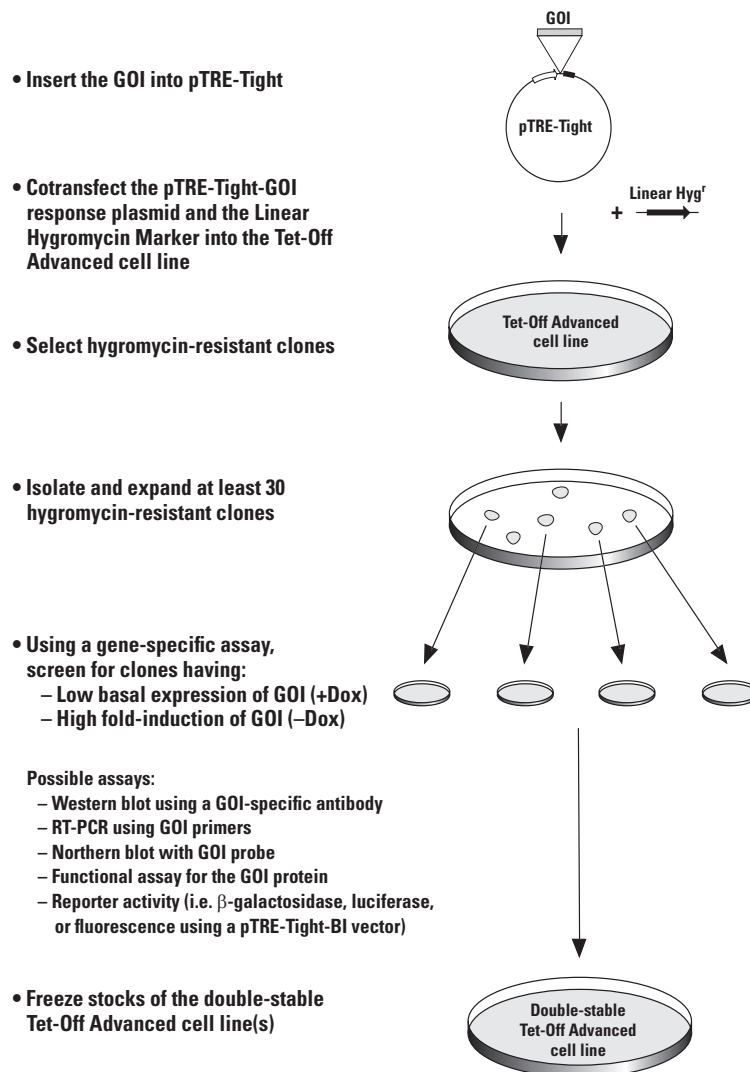 GOI
• Insert the GOI into pTRE-Tight
pTRE-Tight
• Cotransfect the pTRE-Tight-GOI
response plasmid and the Linear
Hygromycin Marker into the Tet-Off
Advanced cell line
+ Linear Hygʳ
Tet-Off Advanced
cell line
• Select hygromycin-resistant clones
• Isolate and expand at least 30
hygromycin-resistant clones
• Using a gene-specific assay,
screen for clones having:
– Low basal expression of GOI (+Dox)
– High fold-induction of GOI (–Dox)
Possible assays:
– Western blot using a GOI-specific antibody
– RT-PCR using GOI primers
– Northern blot with GOI probe
– Functional assay for the GOI protein
– Reporter activity (i.e. β-galactosidase, luciferase,
or fluorescence using a pTRE-Tight-BI vector)
• Freeze stocks of the double-stable
Tet-Off Advanced cell line(s)
Double-stable
Tet-Off Advanced
cell line